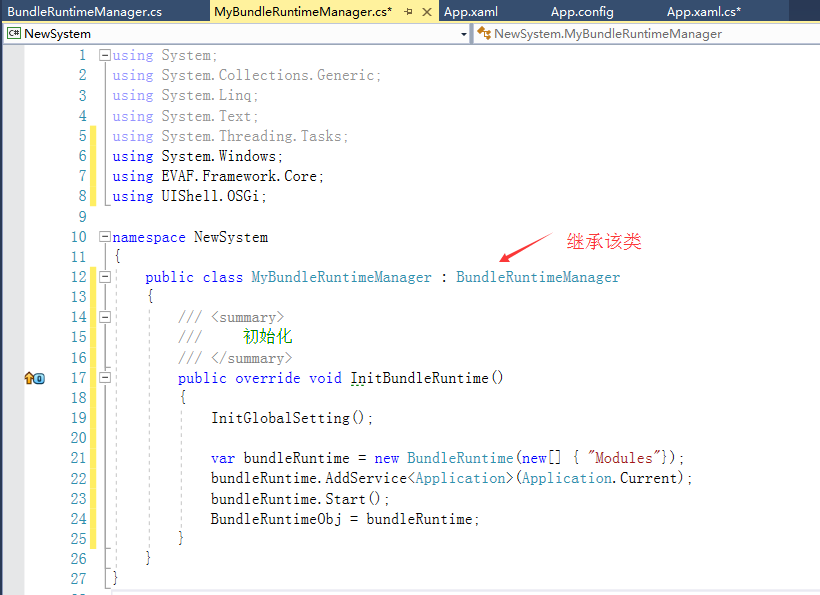 BundleRuntimeManager.cs MyBundleRuntimeManager.cs* App.xaml App.config App.xaml.cs*
C# NewSystem NewSystem.MyBundleRuntimeManager
1 using System;
2 using System.Collections.Generic;
3 using System.Linq;
4 using System.Text;
5 using System.Threading.Tasks;
6 using System.Windows;
7 using EVAF.Framework.Core;
8 using UIShell.OSGi;
9
10 namespace NewSystem
继承该类
11 {
12 public class MyBundleRuntimeManager : BundleRuntimeManager
13 {
14 /// <summary>
15 /// 初始化
16 /// </summary>
17 public override void InitBundleRuntime()
18 {
19 InitGlobalSetting();
20
21 var bundleRuntime = new BundleRuntime(new[] { "Modules"});
22 bundleRuntime.AddService<Application>(Application.Current);
23 bundleRuntime.Start();
24 BundleRuntimeObj = bundleRuntime;
25 }
26 }
27 }